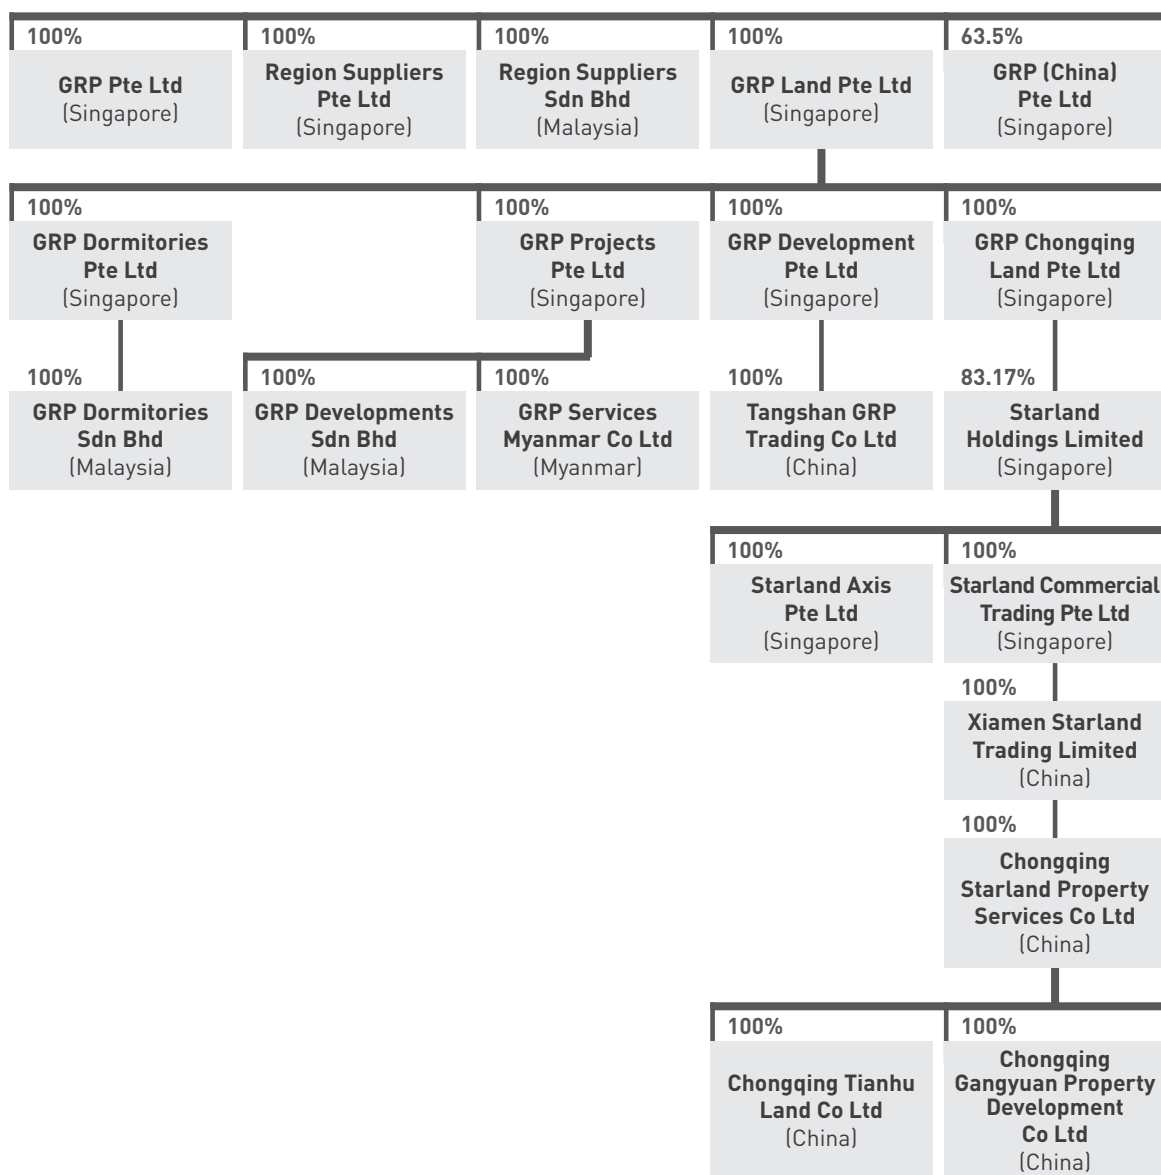 100%
GRP Pte Ltd
(Singapore)
100%
Region Suppliers
Pte Ltd
(Singapore)
100%
Region Suppliers
Sdn Bhd
(Malaysia)
100%
GRP Land Pte Ltd
(Singapore)
63.5%
GRP (China)
Pte Ltd
(Singapore)
100%
GRP Dormitories
Pte Ltd
(Singapore)
100%
GRP Projects
Pte Ltd
(Singapore)
100%
GRP Development
Pte Ltd
(Singapore)
100%
GRP Chongqing
Land Pte Ltd
(Singapore)
100%
GRP Dormitories
Sdn Bhd
(Malaysia)
100%
GRP Developments
Sdn Bhd
(Malaysia)
100%
GRP Services
Myanmar Co Ltd
(Myanmar)
100%
Tangshan GRP
Trading Co Ltd
(China)
83.17%
Starland
Holdings Limited
(Singapore)
100%
Starland Axis
Pte Ltd
(Singapore)
100%
Starland Commercial
Trading Pte Ltd
(Singapore)
100%
Xiamen Starland
Trading Limited
(China)
100%
Chongqing
Starland Property
Services Co Ltd
(China)
100%
Chongqing Tianhu
Land Co Ltd
(China)
100%
Chongqing
Gangyuan Property
Development
Co Ltd
(China)